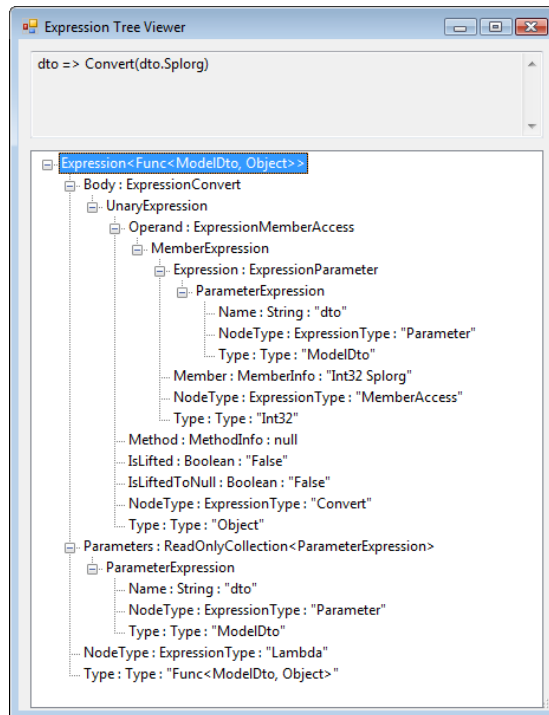 Expression Tree Viewer
dto => Convert(dto.Splorg)
Expression<Func<ModelDto, Object>>
Body : ExpressionConvert
UnaryExpression
Operand : ExpressionMemberAccess
MemberExpression
Expression : ExpressionParameter
ParameterExpression
Name : String : "dto"
NodeType : ExpressionType : "Parameter"
Type : Type : "ModelDto"
Member : MemberInfo : "Int32 Splorg"
NodeType : ExpressionType : "MemberAccess"
Type : Type : "Int32"
Method : MethodInfo : null
IsLifted : Boolean : "False"
IsLiftedToNull : Boolean : "False"
NodeType : ExpressionType : "Convert"
Type : Type : "Object"
Parameters : ReadOnlyCollection<ParameterExpression>
ParameterExpression
Name : String : "dto"
NodeType : ExpressionType : "Parameter"
Type : Type : "ModelDto"
NodeType : ExpressionType : "Lambda"
Type : Type : "Func<ModelDto, Object>"